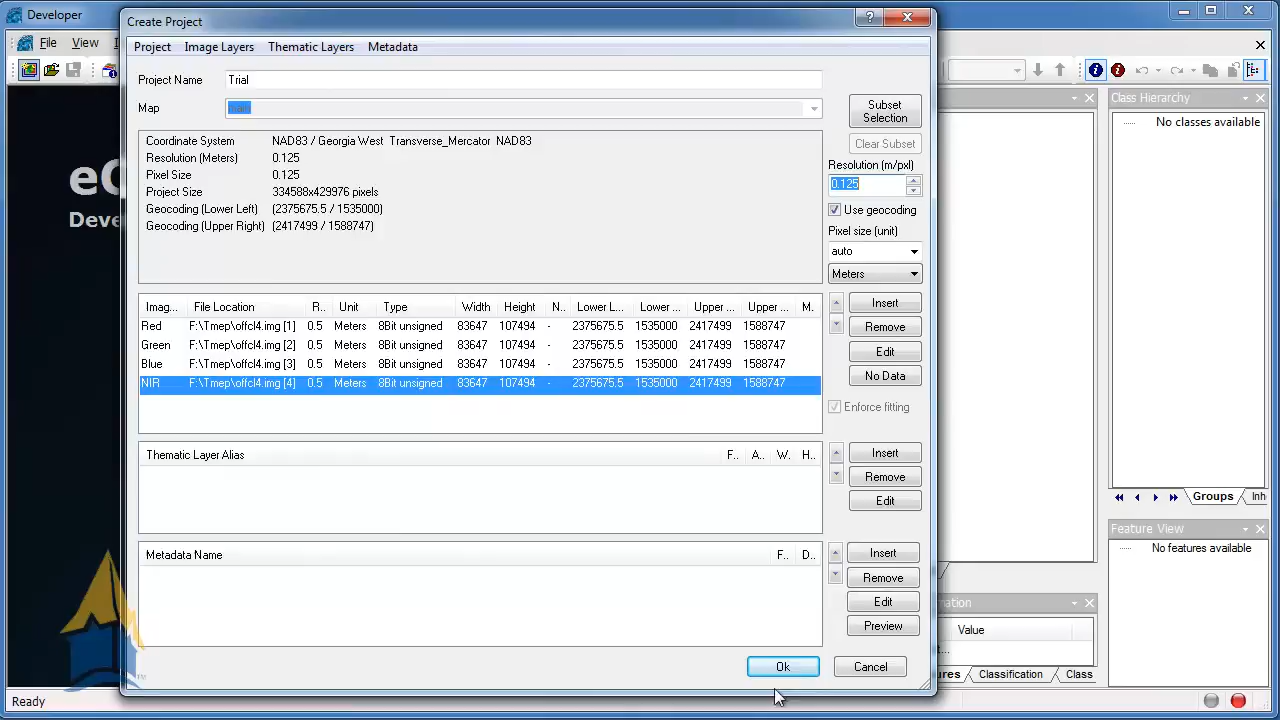 Developer
Create Project
File View
Project Image Layers Thematic Layers Metadata
Project Name Trial
Map main
Subset Selection
Clear Subset
Coordinate System NAD83 / Georgia West Transverse_Mercator NAD83
Resolution (Meters) 0.125
Pixel Size 0.125
Project Size 334588x429976 pixels
Geocoding (Lower Left) (2375675.5 / 1535000)
Geocoding (Upper Right) (2417499 / 1588747)
Resolution (m/pxl)
0.125
Use geocoding
Pixel size (unit)
auto
Meters
Imag... File Location R.. Unit Type Width Height N.. Lower L... Lower ... Upper ... Upper ... M.
Red F:\Tmep\offcl4.img [1] 0.5 Meters 8Bit unsigned 83647 107494 - 2375675.5 1535000 2417499 1588747
Green F:\Tmep\offcl4.img [2] 0.5 Meters 8Bit unsigned 83647 107494 - 2375675.5 1535000 2417499 1588747
Blue F:\Tmep\offcl4.img [3] 0.5 Meters 8Bit unsigned 83647 107494 - 2375675.5 1535000 2417499 1588747
NIR F:\Tmep\offcl4.img [4] 0.5 Meters 8Bit unsigned 83647 107494 - 2375675.5 1535000 2417499 1588747
Insert
Remove
Edit
No Data
Enforce fitting
Thematic Layer Alias F.. A.. W. H..
Insert
Remove
Edit
Metadata Name F.. D..
Insert
Remove
Edit
Preview
Ok Cancel
Class Hierarchy
No classes available
Groups Inh
Feature View
No features available
Value
Classification Class
Ready